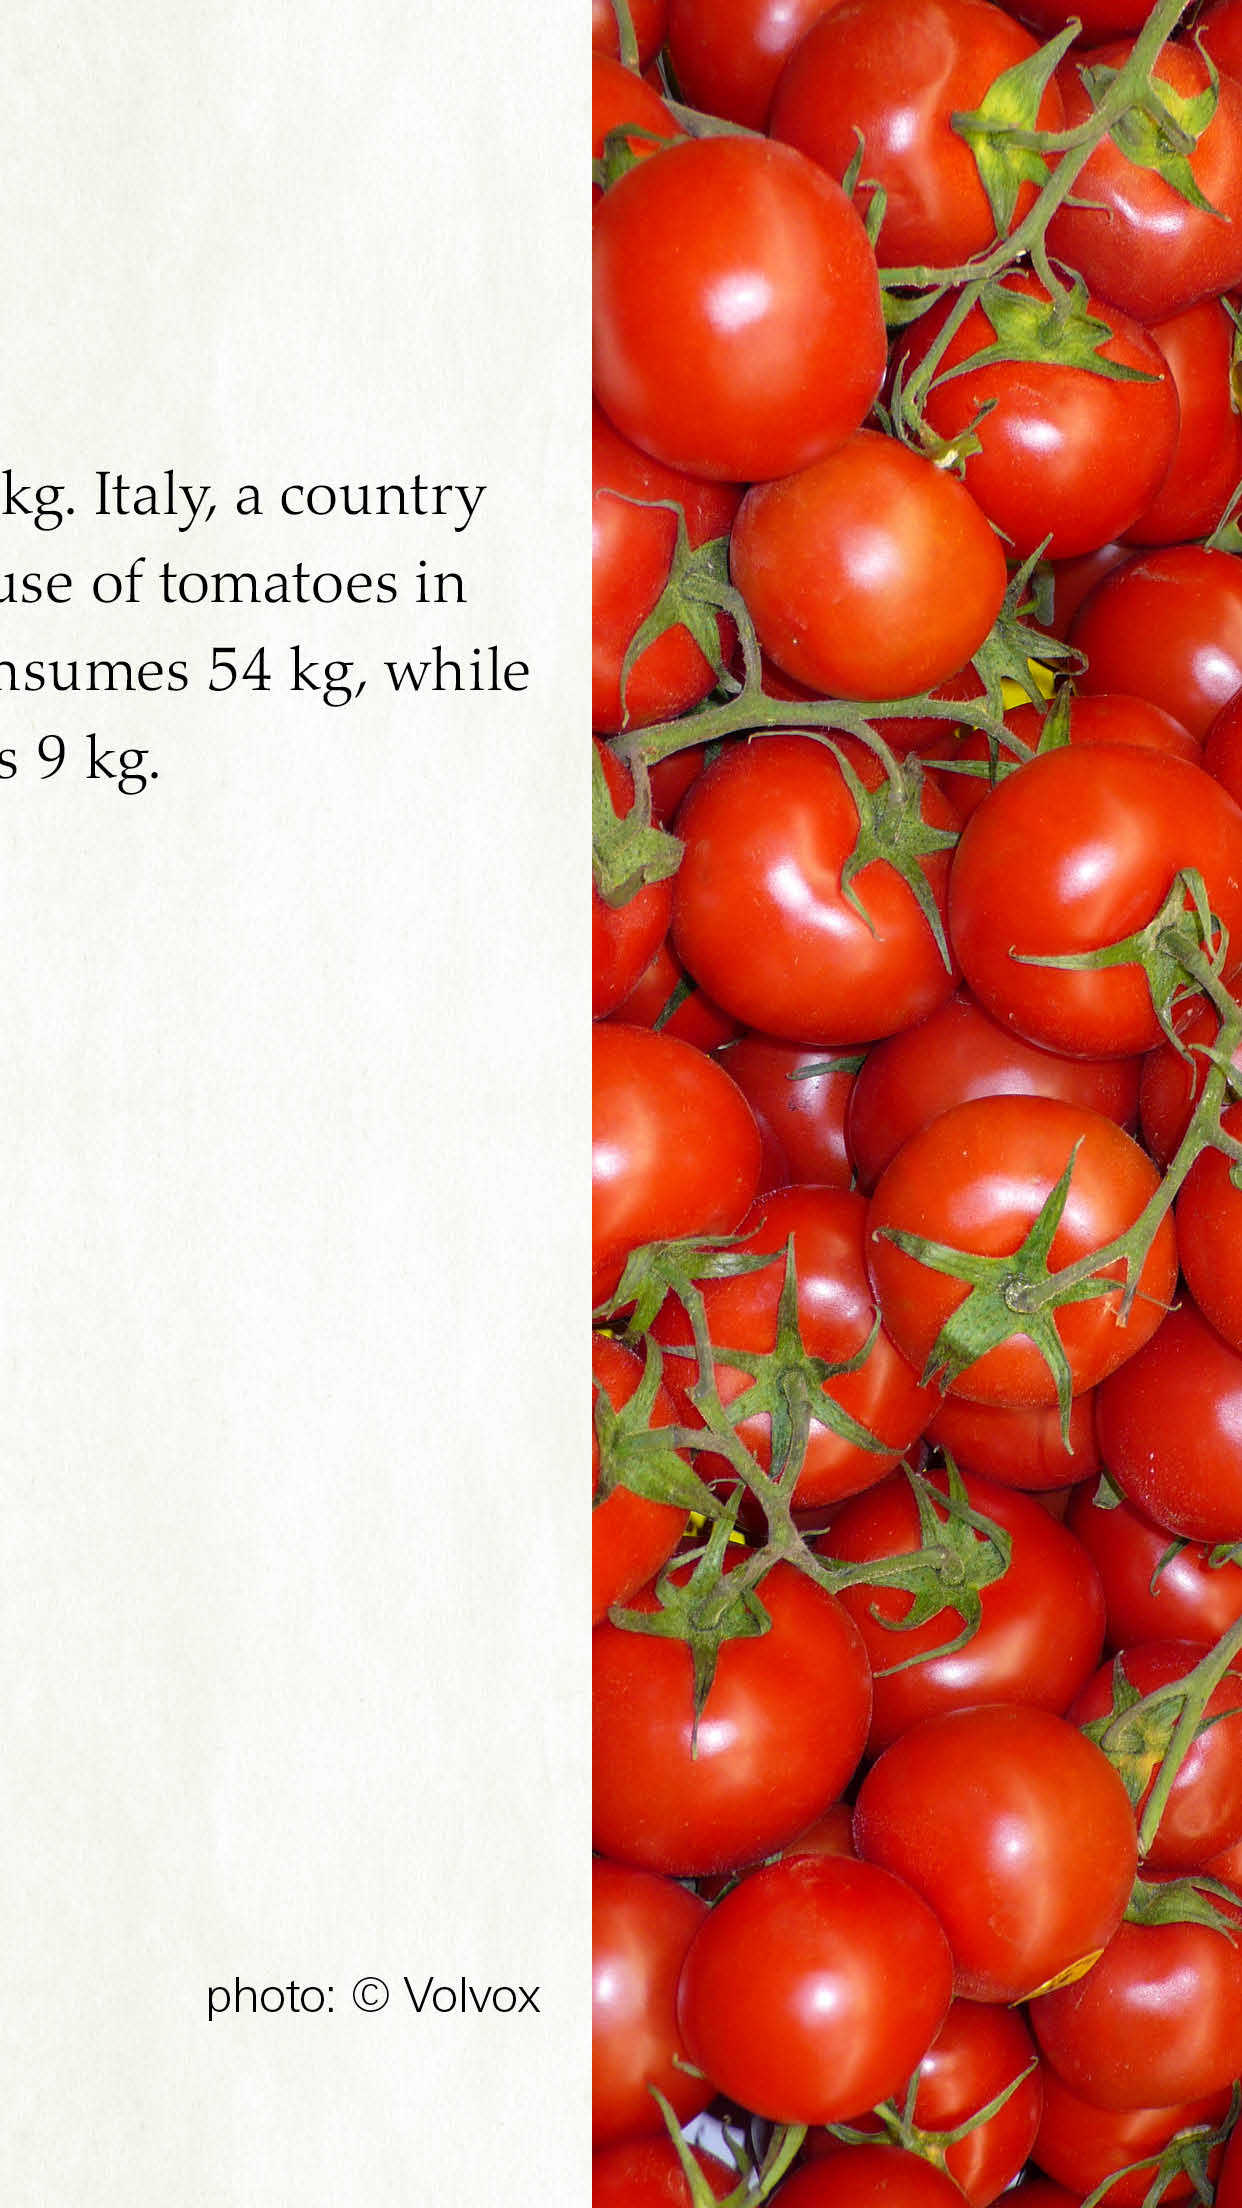 kg. Italy, a country
use of tomatoes in
nsumes 54 kg, while
s 9 kg.
photo: © Volvox